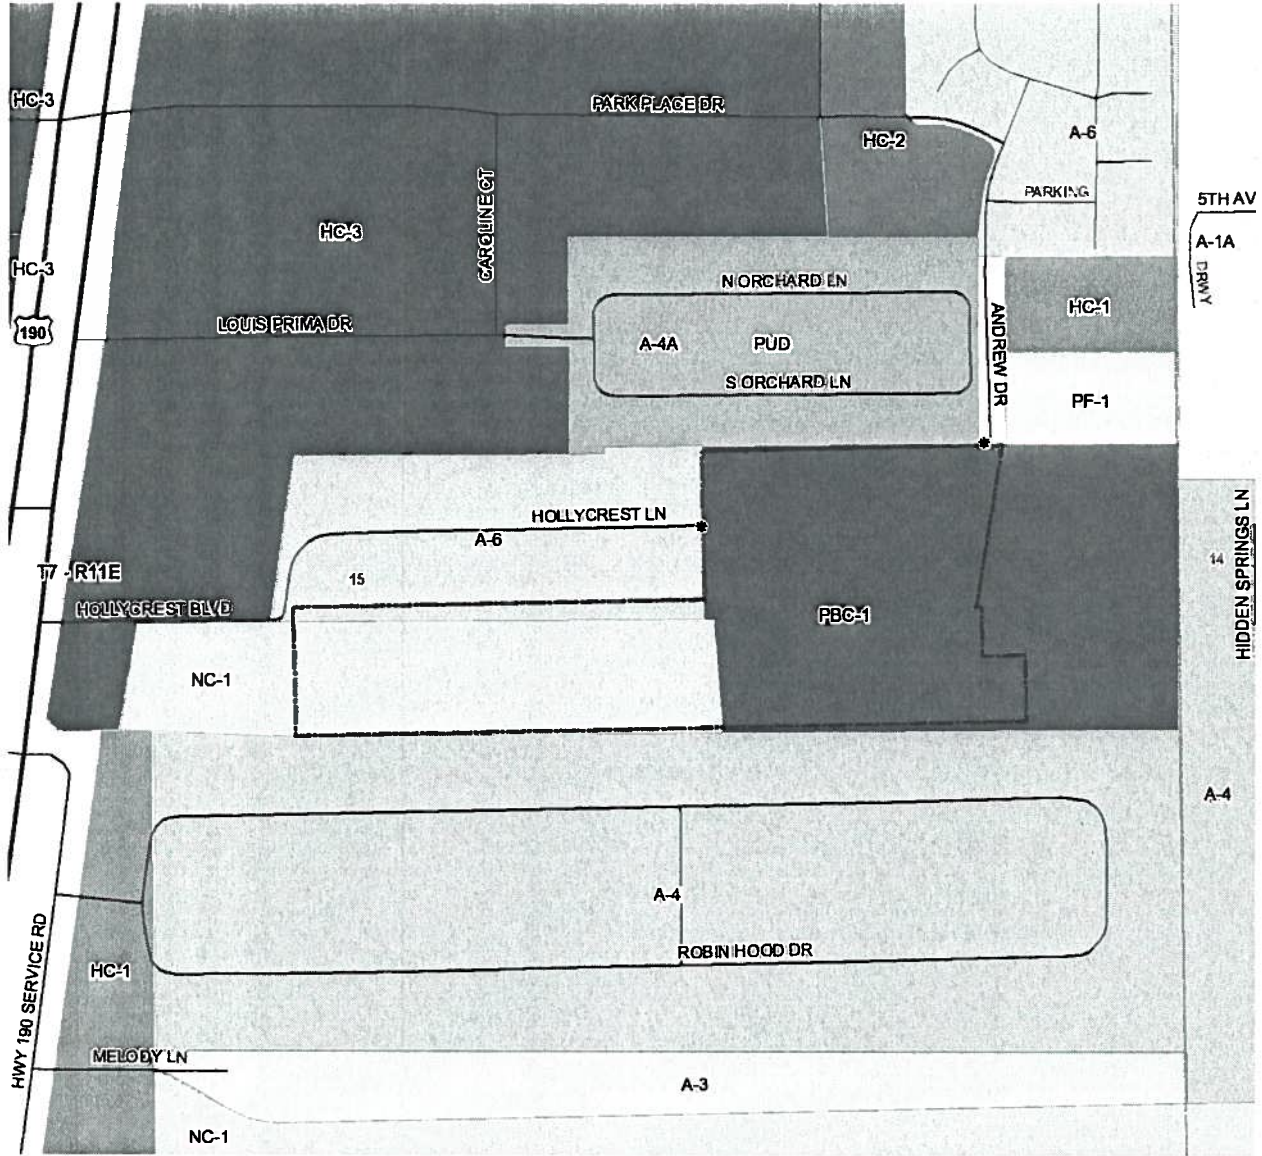 HC-3
PARK PLACE DR
HC-2
A-6
PARKING
5TH AV
CAROLINE CT
HC-3
A-1A
DRWY
HC-3
N ORCHARD LN
HC-1
190
LOUIS PRIMA DR
ANDREW DR
A-4A
PUD
S ORCHARD LN
PF-1
HOLLYCREST LN
A-6
HIDDEN SPRINGS LN
14
T7 - R11E
15
HOLLYCREST BLVD
PBC-1
NC-1
A-4
A-4
ROBIN HOOD DR
HWY 190 SERVICE RD
HC-1
MELODY LN
A-3
NC-1